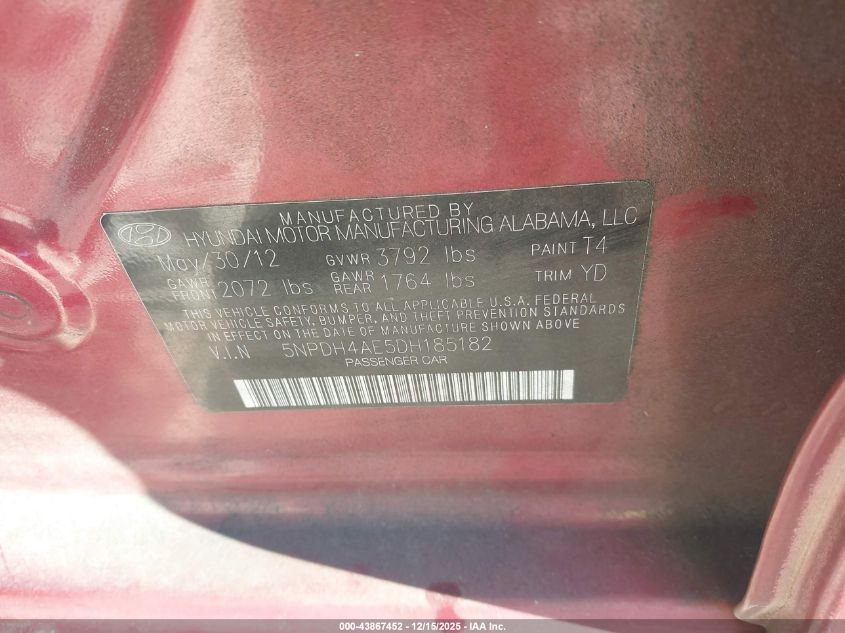 MANUFACTURED BY
HYUNDAI MOTOR MANUFACTURING ALABAMA, LLC
May/30/12 GVWR 3792 lbs PAINT T4
GAWR FRONT 2072 lbs GAWR REAR 1764 lbs TRIM YD
THIS VEHICLE CONFORMS TO ALL APPLICABLE U.S.A. FEDERAL
MOTOR VEHICLE SAFETY, BUMPER, AND THEFT PREVENTION STANDARDS
IN EFFECT ON THE DATE OF MANUFACTURE SHOWN ABOVE.
V.I.N 5NPDH4AE5DH185182
PASSENGER CAR
000-43867452 - 12/15/2025 - IAA Inc.